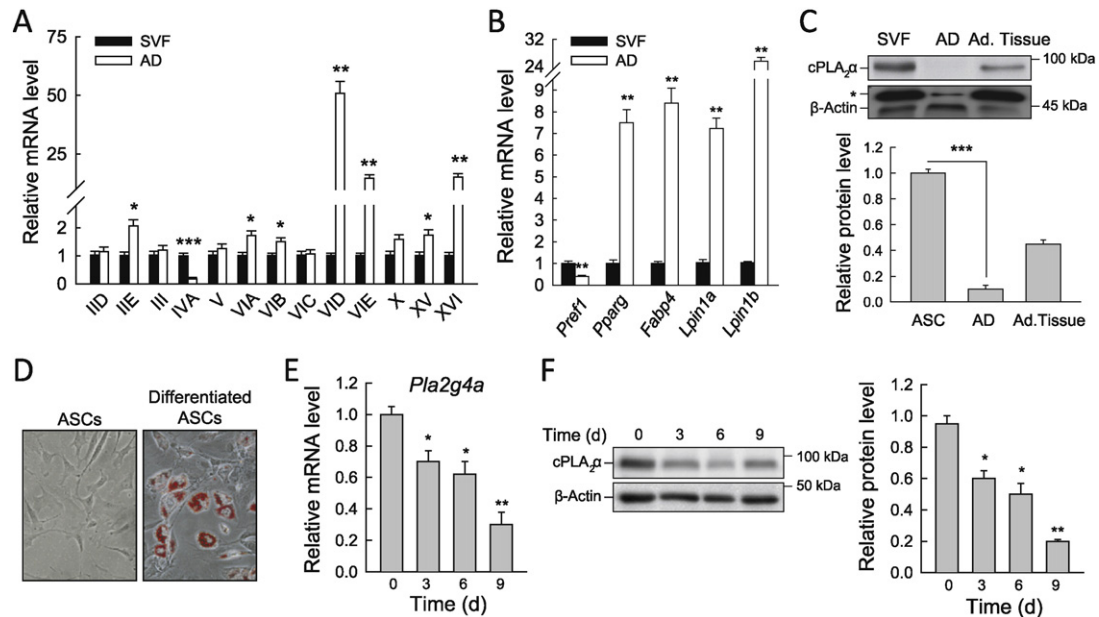 A
Relative mRNA level
75
50
25
2
1
0
SVF
AD
*
***
*
*
**
**
*
**
IID
IIE
III
IVA
V
VIA
VIB
VIC
VID
VIE
X
XV
XVI
B
Relative mRNA level
32
24
9
8
7
6
5
4
3
2
1
0
SVF
AD
**
**
**
**
**
Pref1
Pparg
Fabp4
Lpin1a
Lpin1b
C
SVF AD Ad. Tissue
cPLA₂α
100 kDa
*
β-Actin
45 kDa
Relative protein level
1.2
1.0
0.8
0.6
0.4
0.2
0.0
***
ASC AD Ad.Tissue
D
ASCs
Differentiated
ASCs
E
Pla2g4a
Relative mRNA level
1.2
1.0
0.8
0.6
0.4
0.2
0.0
*
*
**
0 3 6 9
Time (d)
F
Time (d) 0 3 6 9
cPLA₂α
100 kDa
β-Actin
50 kDa
Relative protein level
1.2
1.0
0.8
0.6
0.4
0.2
0.0
*
*
**
0 3 6 9
Time (d)